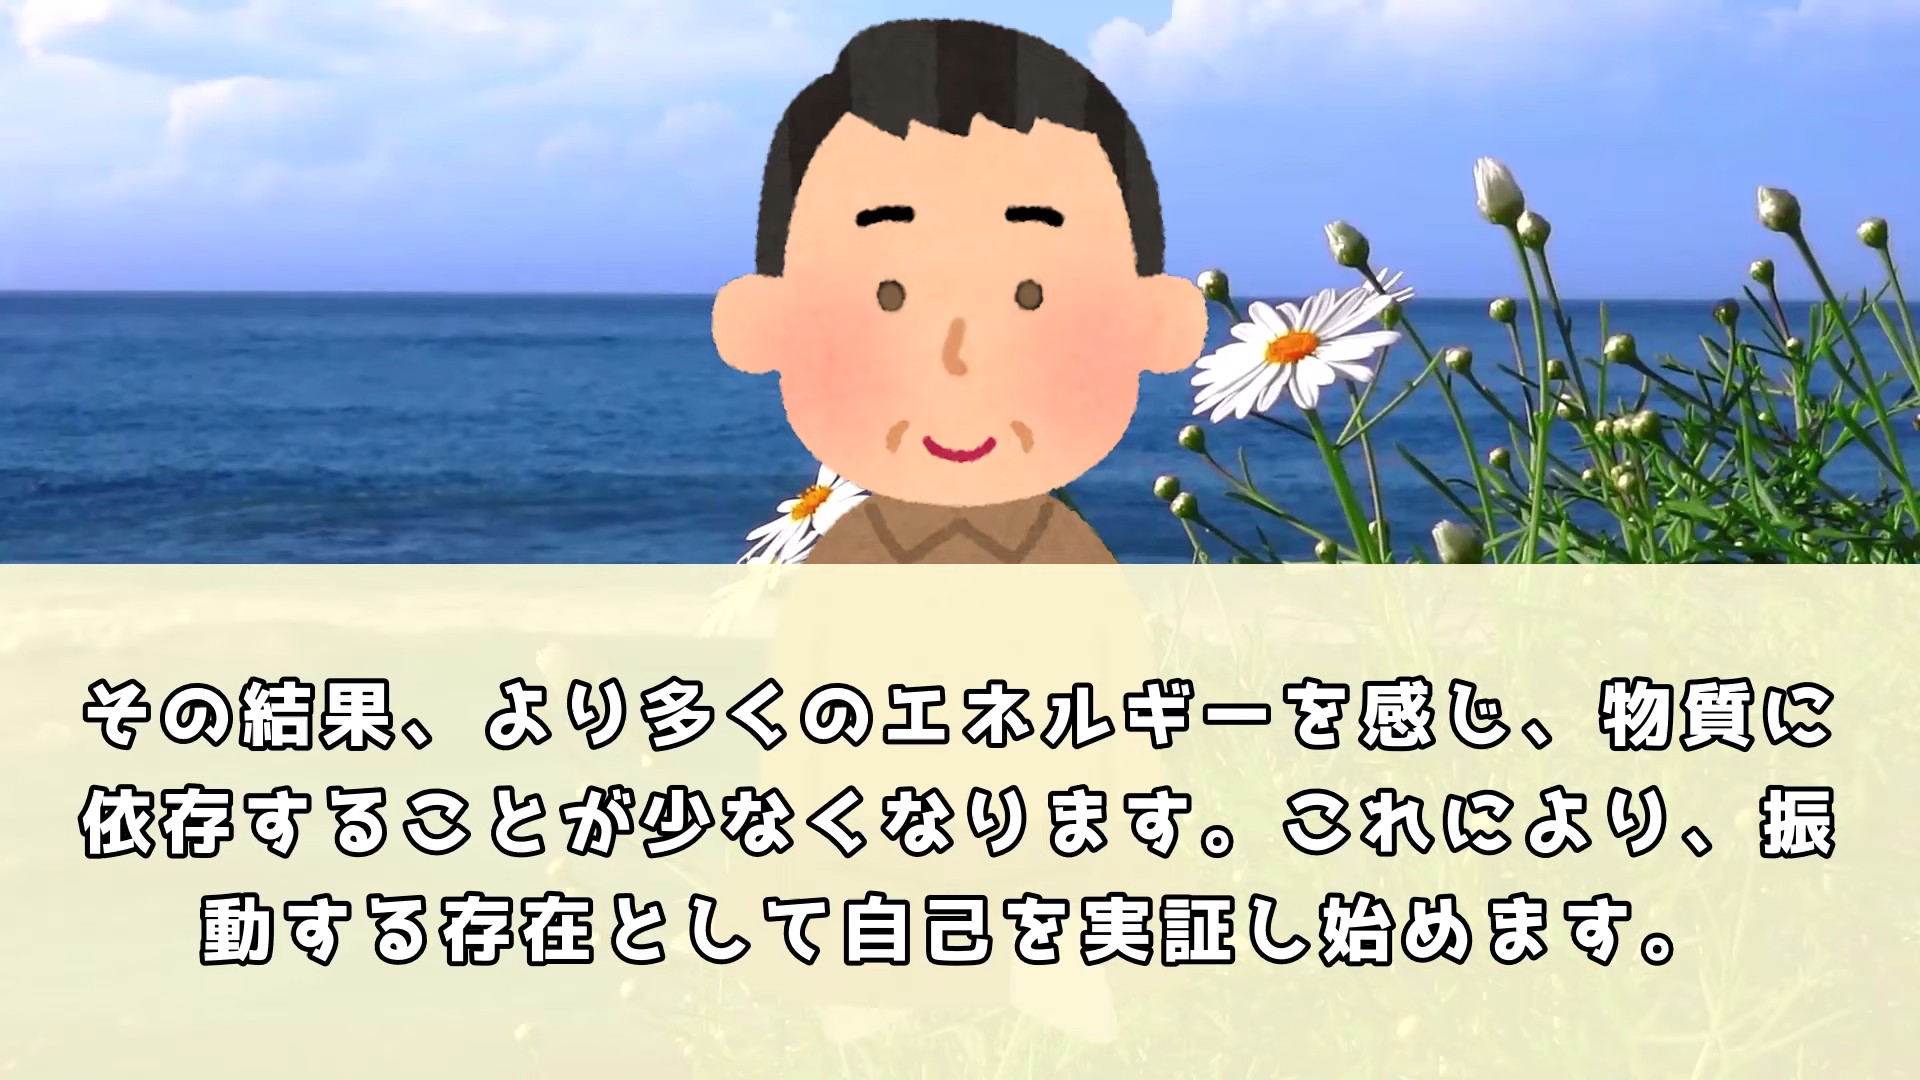 その結果、より多くのエネルギーを感じ、物質に
依存することが少なくなります。これにより、振
動する存在として自己を実証し始めます。